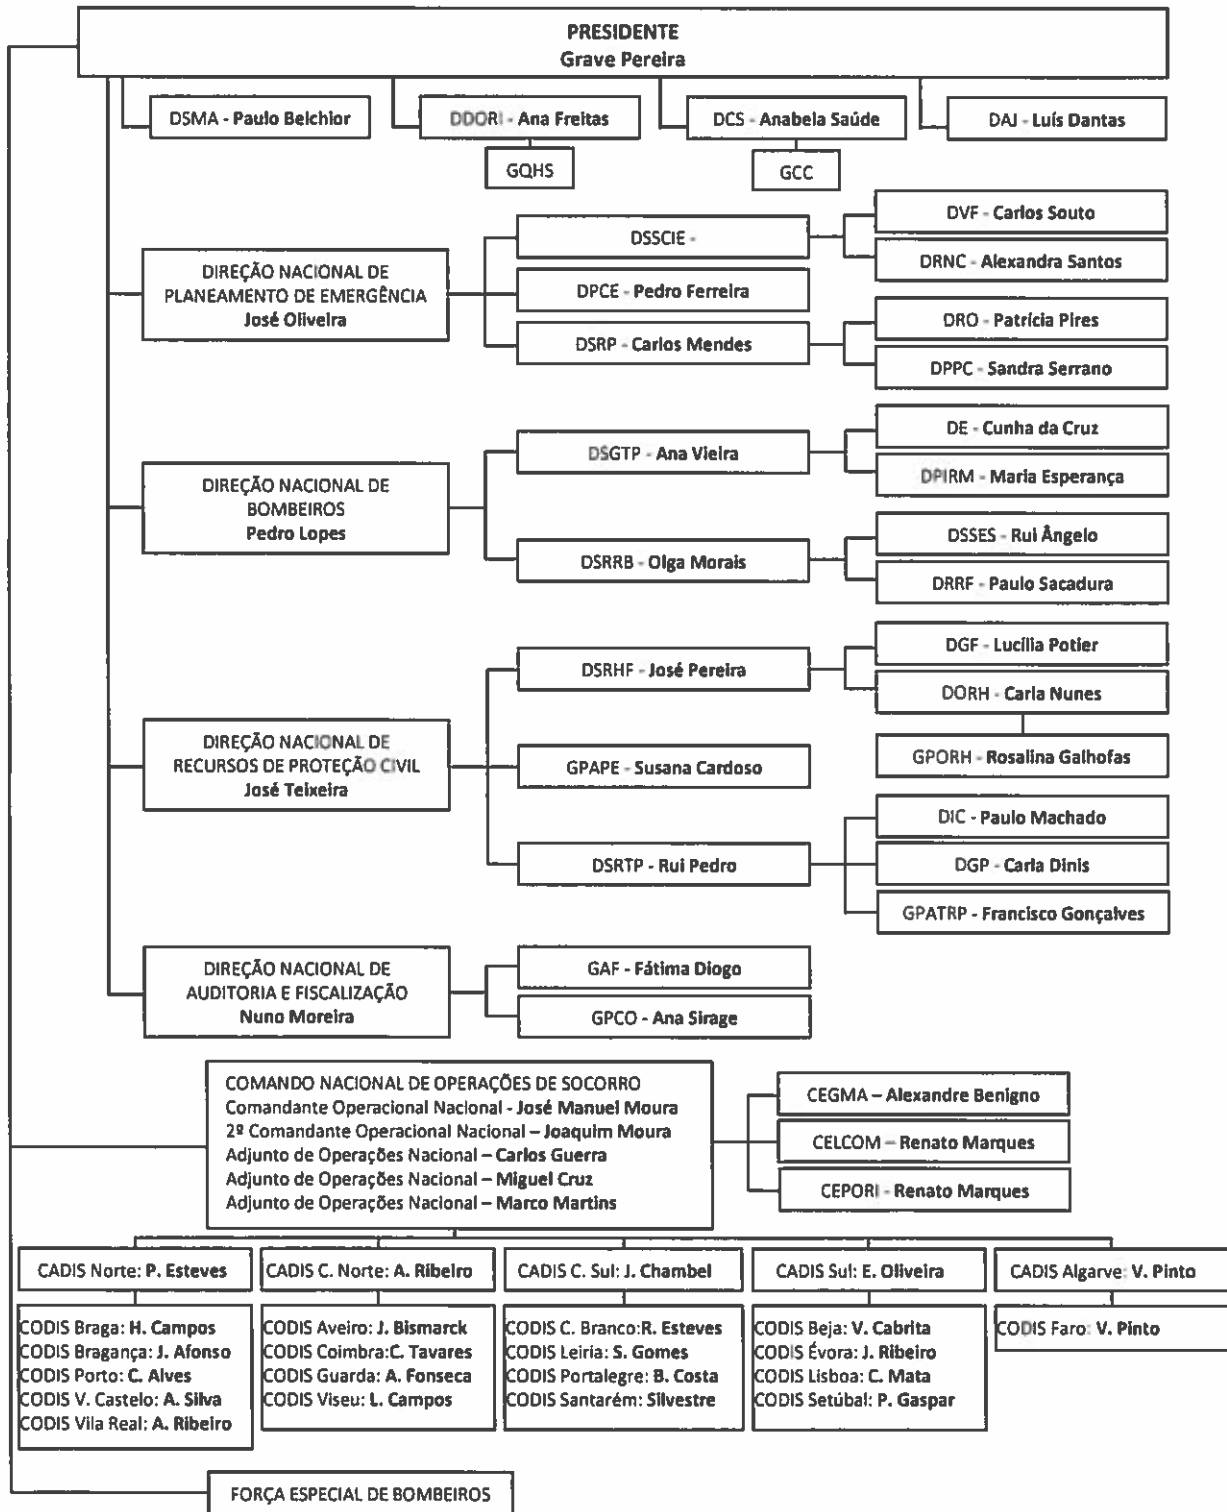 PRESIDENTE
Grave Pereira
DSMA - Paulo Belchior
DDORI - Ana Freitas
DCS - Anabela Saúde
DAJ - Luís Dantas
GQHS
GCC
DIREÇÃO NACIONAL DE
PLANEAMENTO DE EMERGÊNCIA
José Oliveira
DSSCIE -
DPCE - Pedro Ferreira
DSRP - Carlos Mendes
DVF - Carlos Souto
DRNC - Alexandra Santos
DRO - Patrícia Pires
DPPC - Sandra Serrano
DIREÇÃO NACIONAL DE
BOMBEIROS
Pedro Lopes
DSGTP - Ana Vieira
DSRRB - Olga Morais
DE - Cunha da Cruz
DPIRM - Maria Esperança
DSSES - Rui Ângelo
DRRF - Paulo Sacadura
DIREÇÃO NACIONAL DE
RECURSOS DE PROTEÇÃO CIVIL
José Teixeira
DSRHF - José Pereira
GPAPE - Susana Cardoso
DSRTP - Rui Pedro
DGF - Lucília Potier
DORH - Carla Nunes
GPORH - Rosalina Galhofas
DIC - Paulo Machado
DGP - Carla Dinis
GPATRP - Francisco Gonçalves
DIREÇÃO NACIONAL DE
AUDITORIA E FISCALIZAÇÃO
Nuno Moreira
GAF - Fátima Diogo
GPCO - Ana Sirage
COMANDO NACIONAL DE OPERAÇÕES DE SOCORRO
Comandante Operacional Nacional - José Manuel Moura
2º Comandante Operacional Nacional – Joaquim Moura
Adjunto de Operações Nacional – Carlos Guerra
Adjunto de Operações Nacional – Miguel Cruz
Adjunto de Operações Nacional – Marco Martins
CEGMA – Alexandre Benigno
CELCOM – Renato Marques
CEPORI - Renato Marques
CADIS Norte: P. Esteves
CADIS C. Norte: A. Ribeiro
CADIS C. Sul: J. Chambel
CADIS Sul: E. Oliveira
CADIS Algarve: V. Pinto
CODIS Braga: H. Campos
CODIS Bragança: J. Afonso
CODIS Porto: C. Alves
CODIS V. Castelo: A. Silva
CODIS Vila Real: A. Ribeiro
CODIS Aveiro: J. Bismarck
CODIS Coimbra:C. Tavares
CODIS Guarda: A. Fonseca
CODIS Viseu: L. Campos
CODIS C. Branco:R. Esteves
CODIS Leiria: S. Gomes
CODIS Portalegre: B. Costa
CODIS Santarém: Silvestre
CODIS Beja: V. Cabrita
CODIS Évora: J. Ribeiro
CODIS Lisboa: C. Mata
CODIS Setúbal: P. Gaspar
CODIS Faro: V. Pinto
FORÇA ESPECIAL DE BOMBEIROS